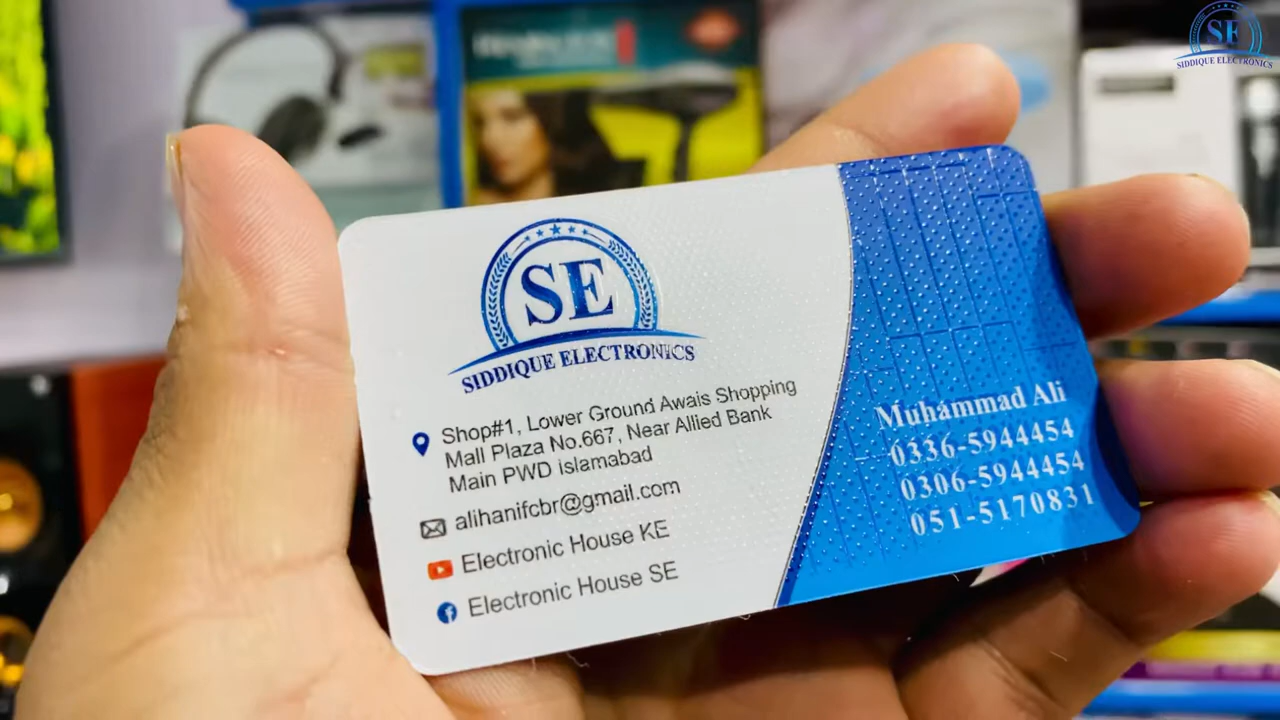 SE
SIDDIQUE ELECTRONICS
SE
SIDDIQUE ELECTRONICS
Shop#1, Lower Ground Awais Shopping
Mall Plaza No.667, Near Allied Bank
Main PWD islamabad
alihanifcbr@gmail.com
Electronic House KE
Electronic House SE
Muhammad Ali
0336-5944454
0306-5944454
051-5170831